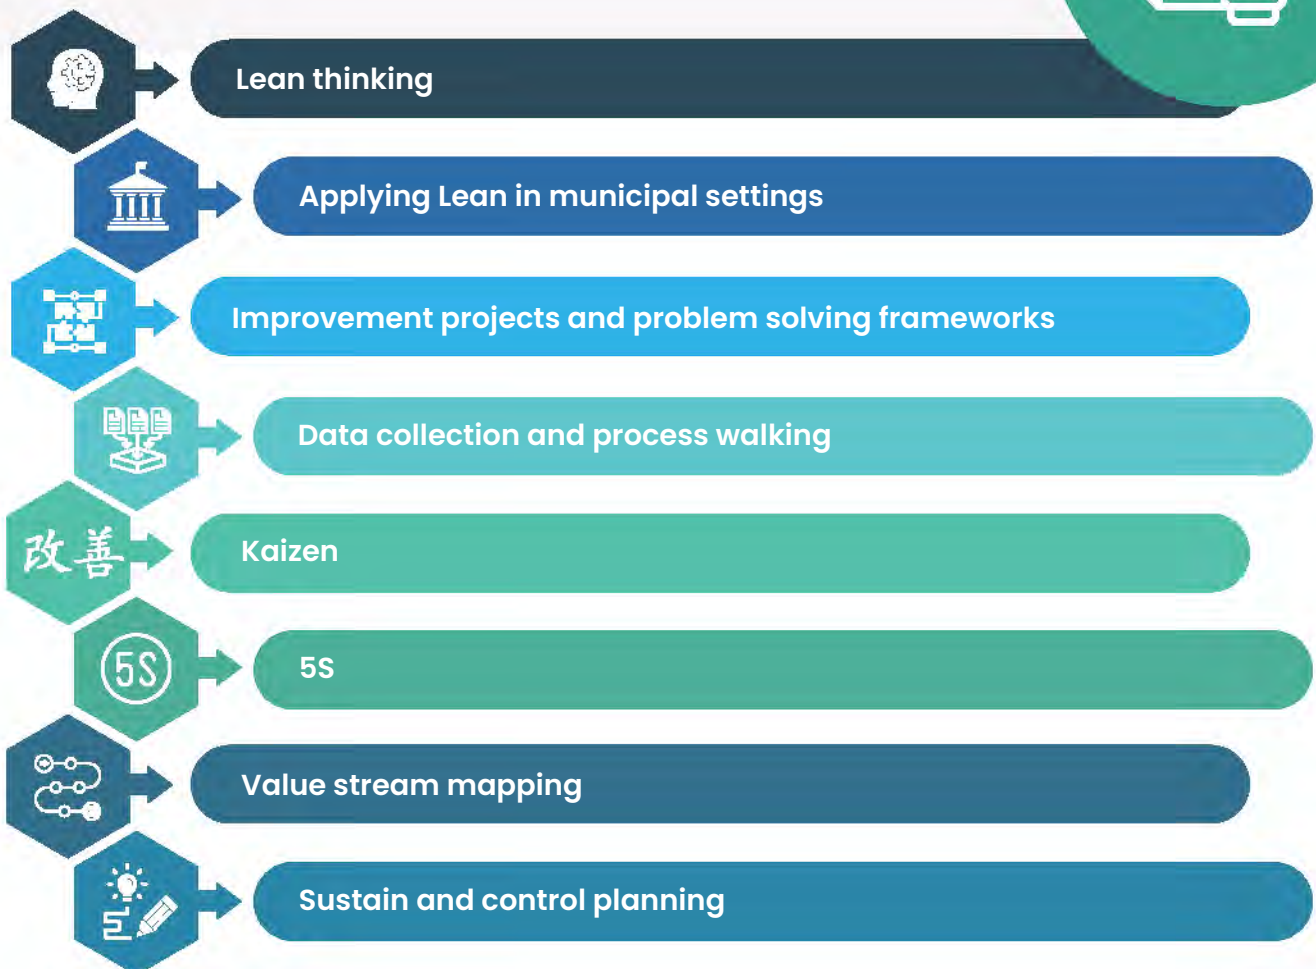 Lean thinking
Applying Lean in municipal settings
Improvement projects and problem solving frameworks
Data collection and process walking
改善
Kaizen
5S
5S
Value stream mapping
Sustain and control planning